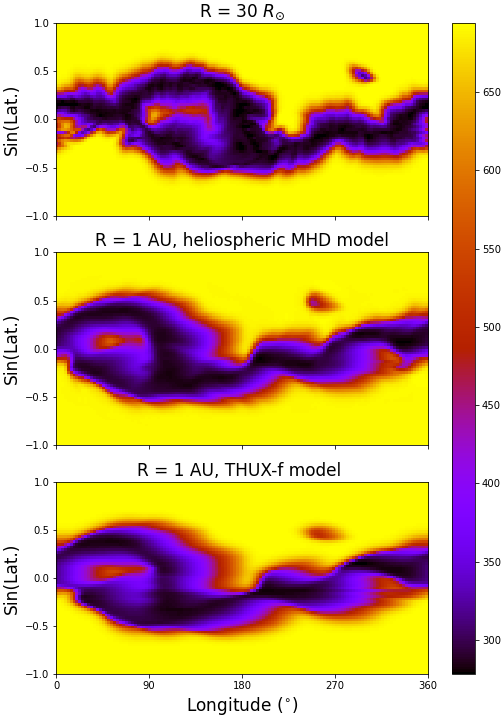 R = 30 R⊙
1.0
0.5
0.0
−0.5
−1.0
Sin(Lat.)
R = 1 AU, heliospheric MHD model
1.0
0.5
0.0
−0.5
−1.0
Sin(Lat.)
R = 1 AU, THUX-f model
1.0
0.5
0.0
−0.5
−1.0
Sin(Lat.)
0 90 180 270 360
Longitude (°)
650
600
550
500
450
400
350
300